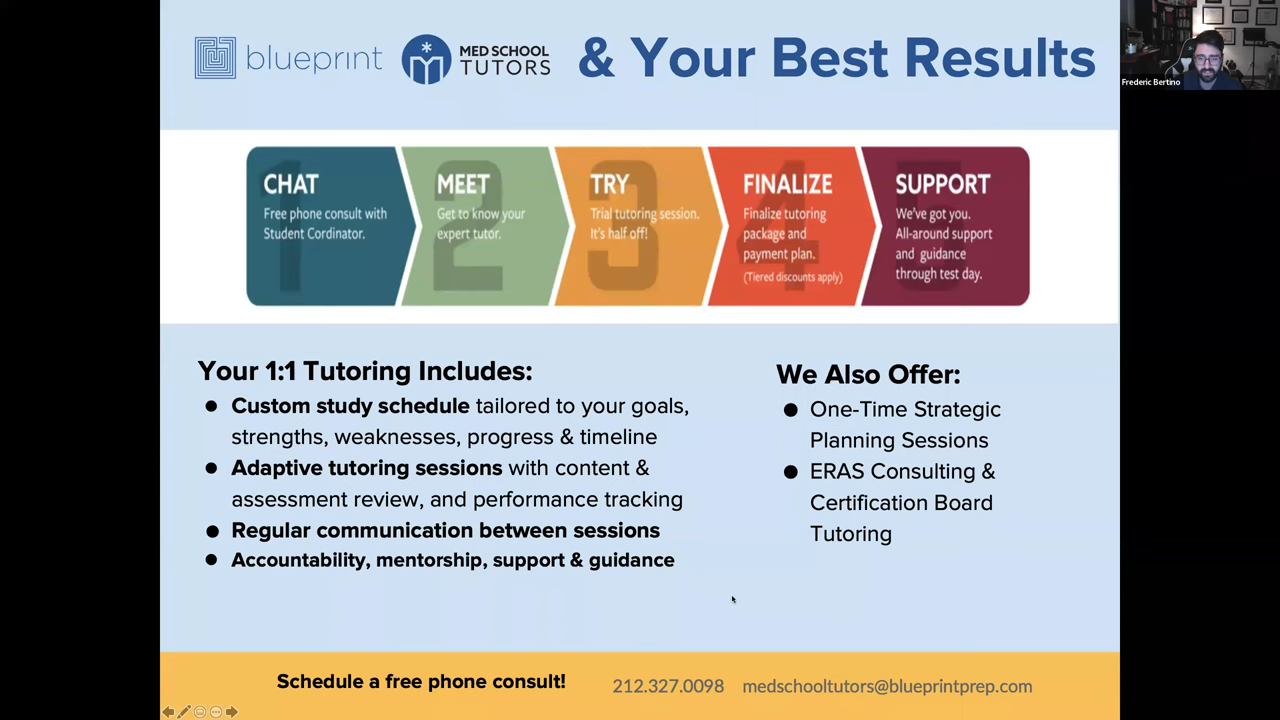 blueprint MED SCHOOL TUTORS & Your Best Results
Frederic Bertino
1
CHAT
Free phone consult with
Student Cordinator.
2
MEET
Get to know your
expert tutor.
3
TRY
Trial tutoring session.
It's half off!
4
FINALIZE
Finalize tutoring
package and
payment plan.
(Tiered discounts apply)
5
SUPPORT
We've got you.
All-around support
and guidance
through test day.
Your 1:1 Tutoring Includes:
● Custom study schedule tailored to your goals,
strengths, weaknesses, progress & timeline
● Adaptive tutoring sessions with content &
assessment review, and performance tracking
● Regular communication between sessions
● Accountability, mentorship, support & guidance
We Also Offer:
● One-Time Strategic
Planning Sessions
● ERAS Consulting &
Certification Board
Tutoring
Schedule a free phone consult! 212.327.0098 medschooltutors@blueprintprep.com